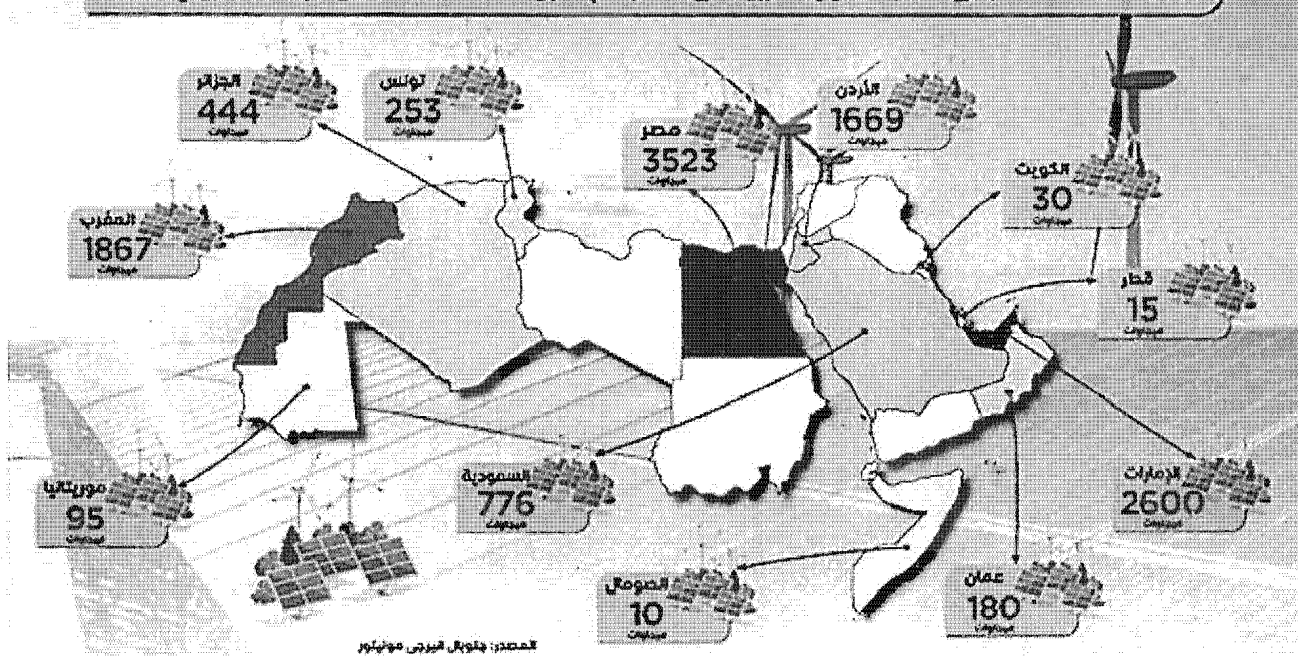 الجزائر
444
ميجاوات
تونس
253
ميجاوات
مصر
3523
ميجاوات
الأردن
1669
ميجاوات
الكويت
30
ميجاوات
المغرب
1867
ميجاوات
قطر
15
ميجاوات
موريتانيا
95
ميجاوات
السعودية
776
ميجاوات
الإمارات
2600
ميجاوات
الصومال
10
ميجاوات
عمان
180
ميجاوات
المصدر: جلوبال إنيرجي مونيتور